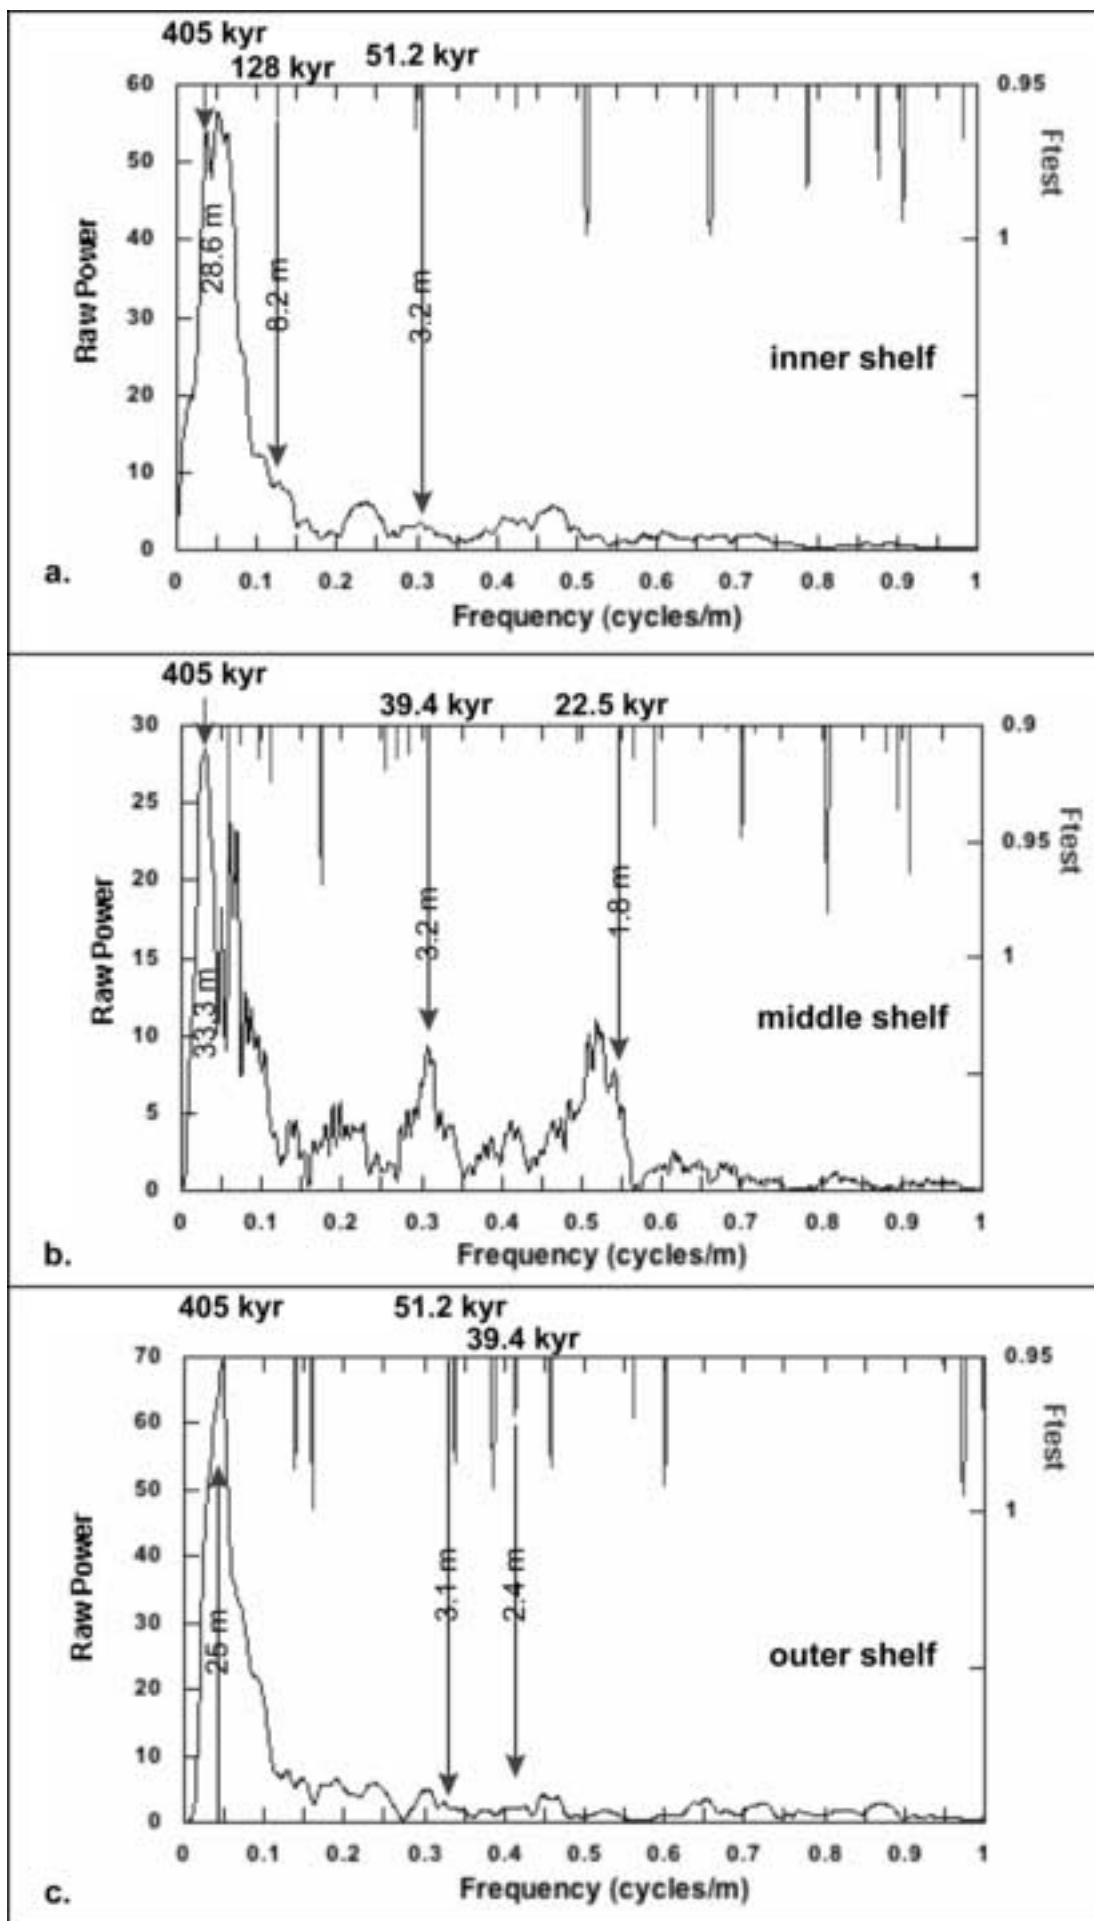 405 kyr
128 kyr
51.2 kyr
60
50
40
30
20
10
0
Raw Power
28.6 m
8.2 m
3.2 m
0.95
1
Ftest
inner shelf
a.
0 0.1 0.2 0.3 0.4 0.5 0.6 0.7 0.8 0.9 1
Frequency (cycles/m)
405 kyr
39.4 kyr
22.5 kyr
30
25
20
15
10
5
0
Raw Power
33.3 m
3.2 m
1.8 m
0.9
0.95
1
Ftest
middle shelf
b.
0 0.1 0.2 0.3 0.4 0.5 0.6 0.7 0.8 0.9 1
Frequency (cycles/m)
405 kyr
51.2 kyr
39.4 kyr
70
60
50
40
30
20
10
0
Raw Power
25 m
3.1 m
2.4 m
0.95
1
Ftest
outer shelf
c.
0 0.1 0.2 0.3 0.4 0.5 0.6 0.7 0.8 0.9 1
Frequency (cycles/m)